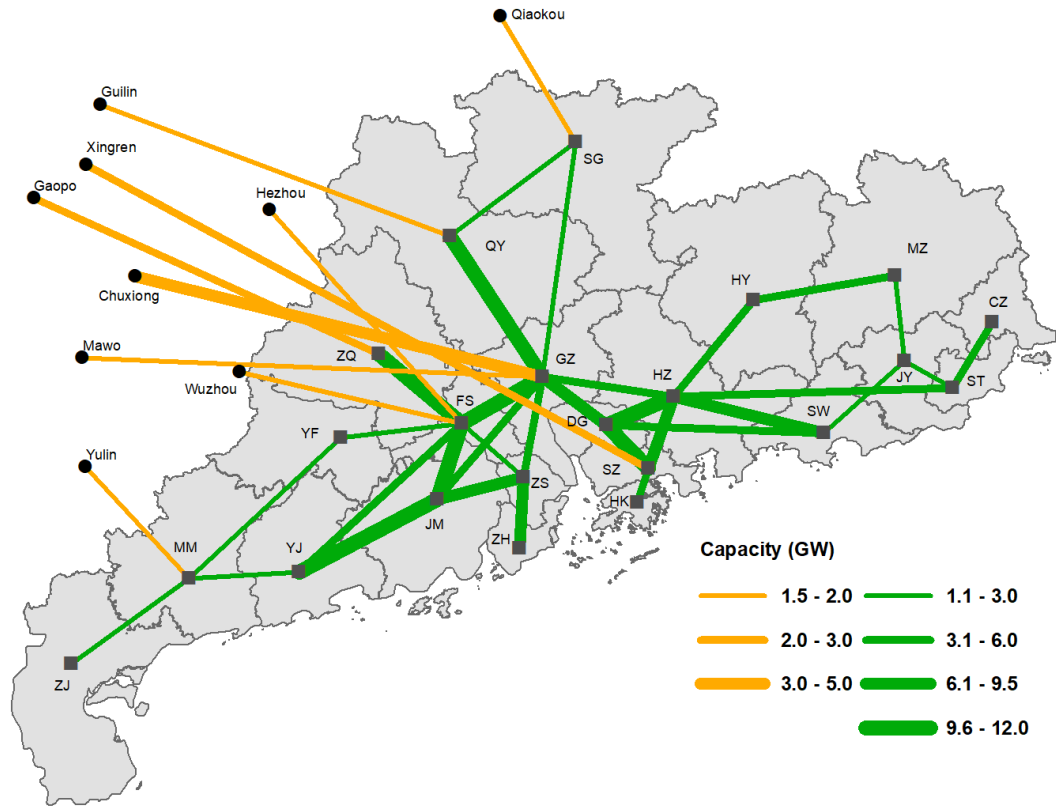 Qiaokou
Guilin
Xingren
SG
Gaopo
Hezhou
QY
MZ
HY
Chuxiong
CZ
Mawo
ZQ
GZ
HZ
JY
ST
Wuzhou
FS
SW
DG
YF
Yulin
SZ
ZS
HK
JM
ZH
MM
YJ
Capacity (GW)
1.5 - 2.0
1.1 - 3.0
2.0 - 3.0
3.1 - 6.0
3.0 - 5.0
6.1 - 9.5
ZJ
9.6 - 12.0